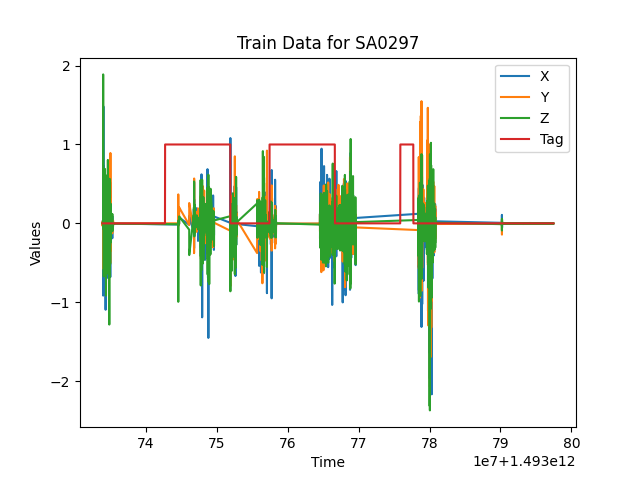 Train Data for SA0297
X
Y
Z
Tag
Values
2
1
0
−1
−2
74 75 76 77 78 79 80
Time
1e7+1.493e12